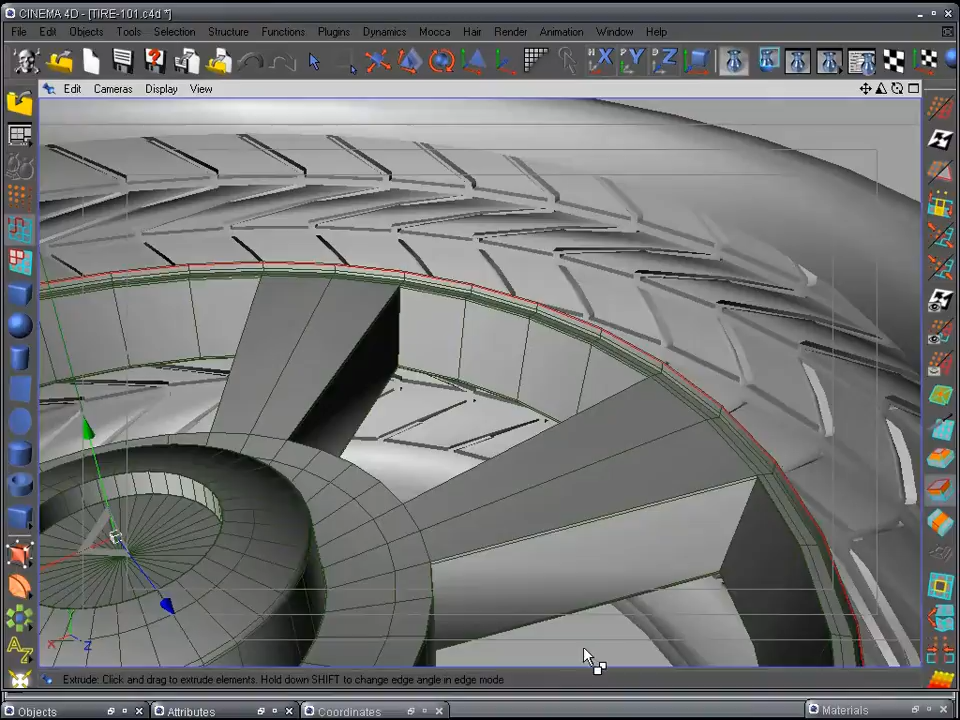 CINEMA 4D - [TIRE-101.c4d *]
File Edit Objects Tools Selection Structure Functions Plugins Dynamics Mocca Hair Render Animation Window Help
X Y Z
Edit Cameras Display View
X Y Z
Extrude: Click and drag to extrude elements. Hold down SHIFT to change edge angle in edge mode
Objects Attributes Coordinates Materials